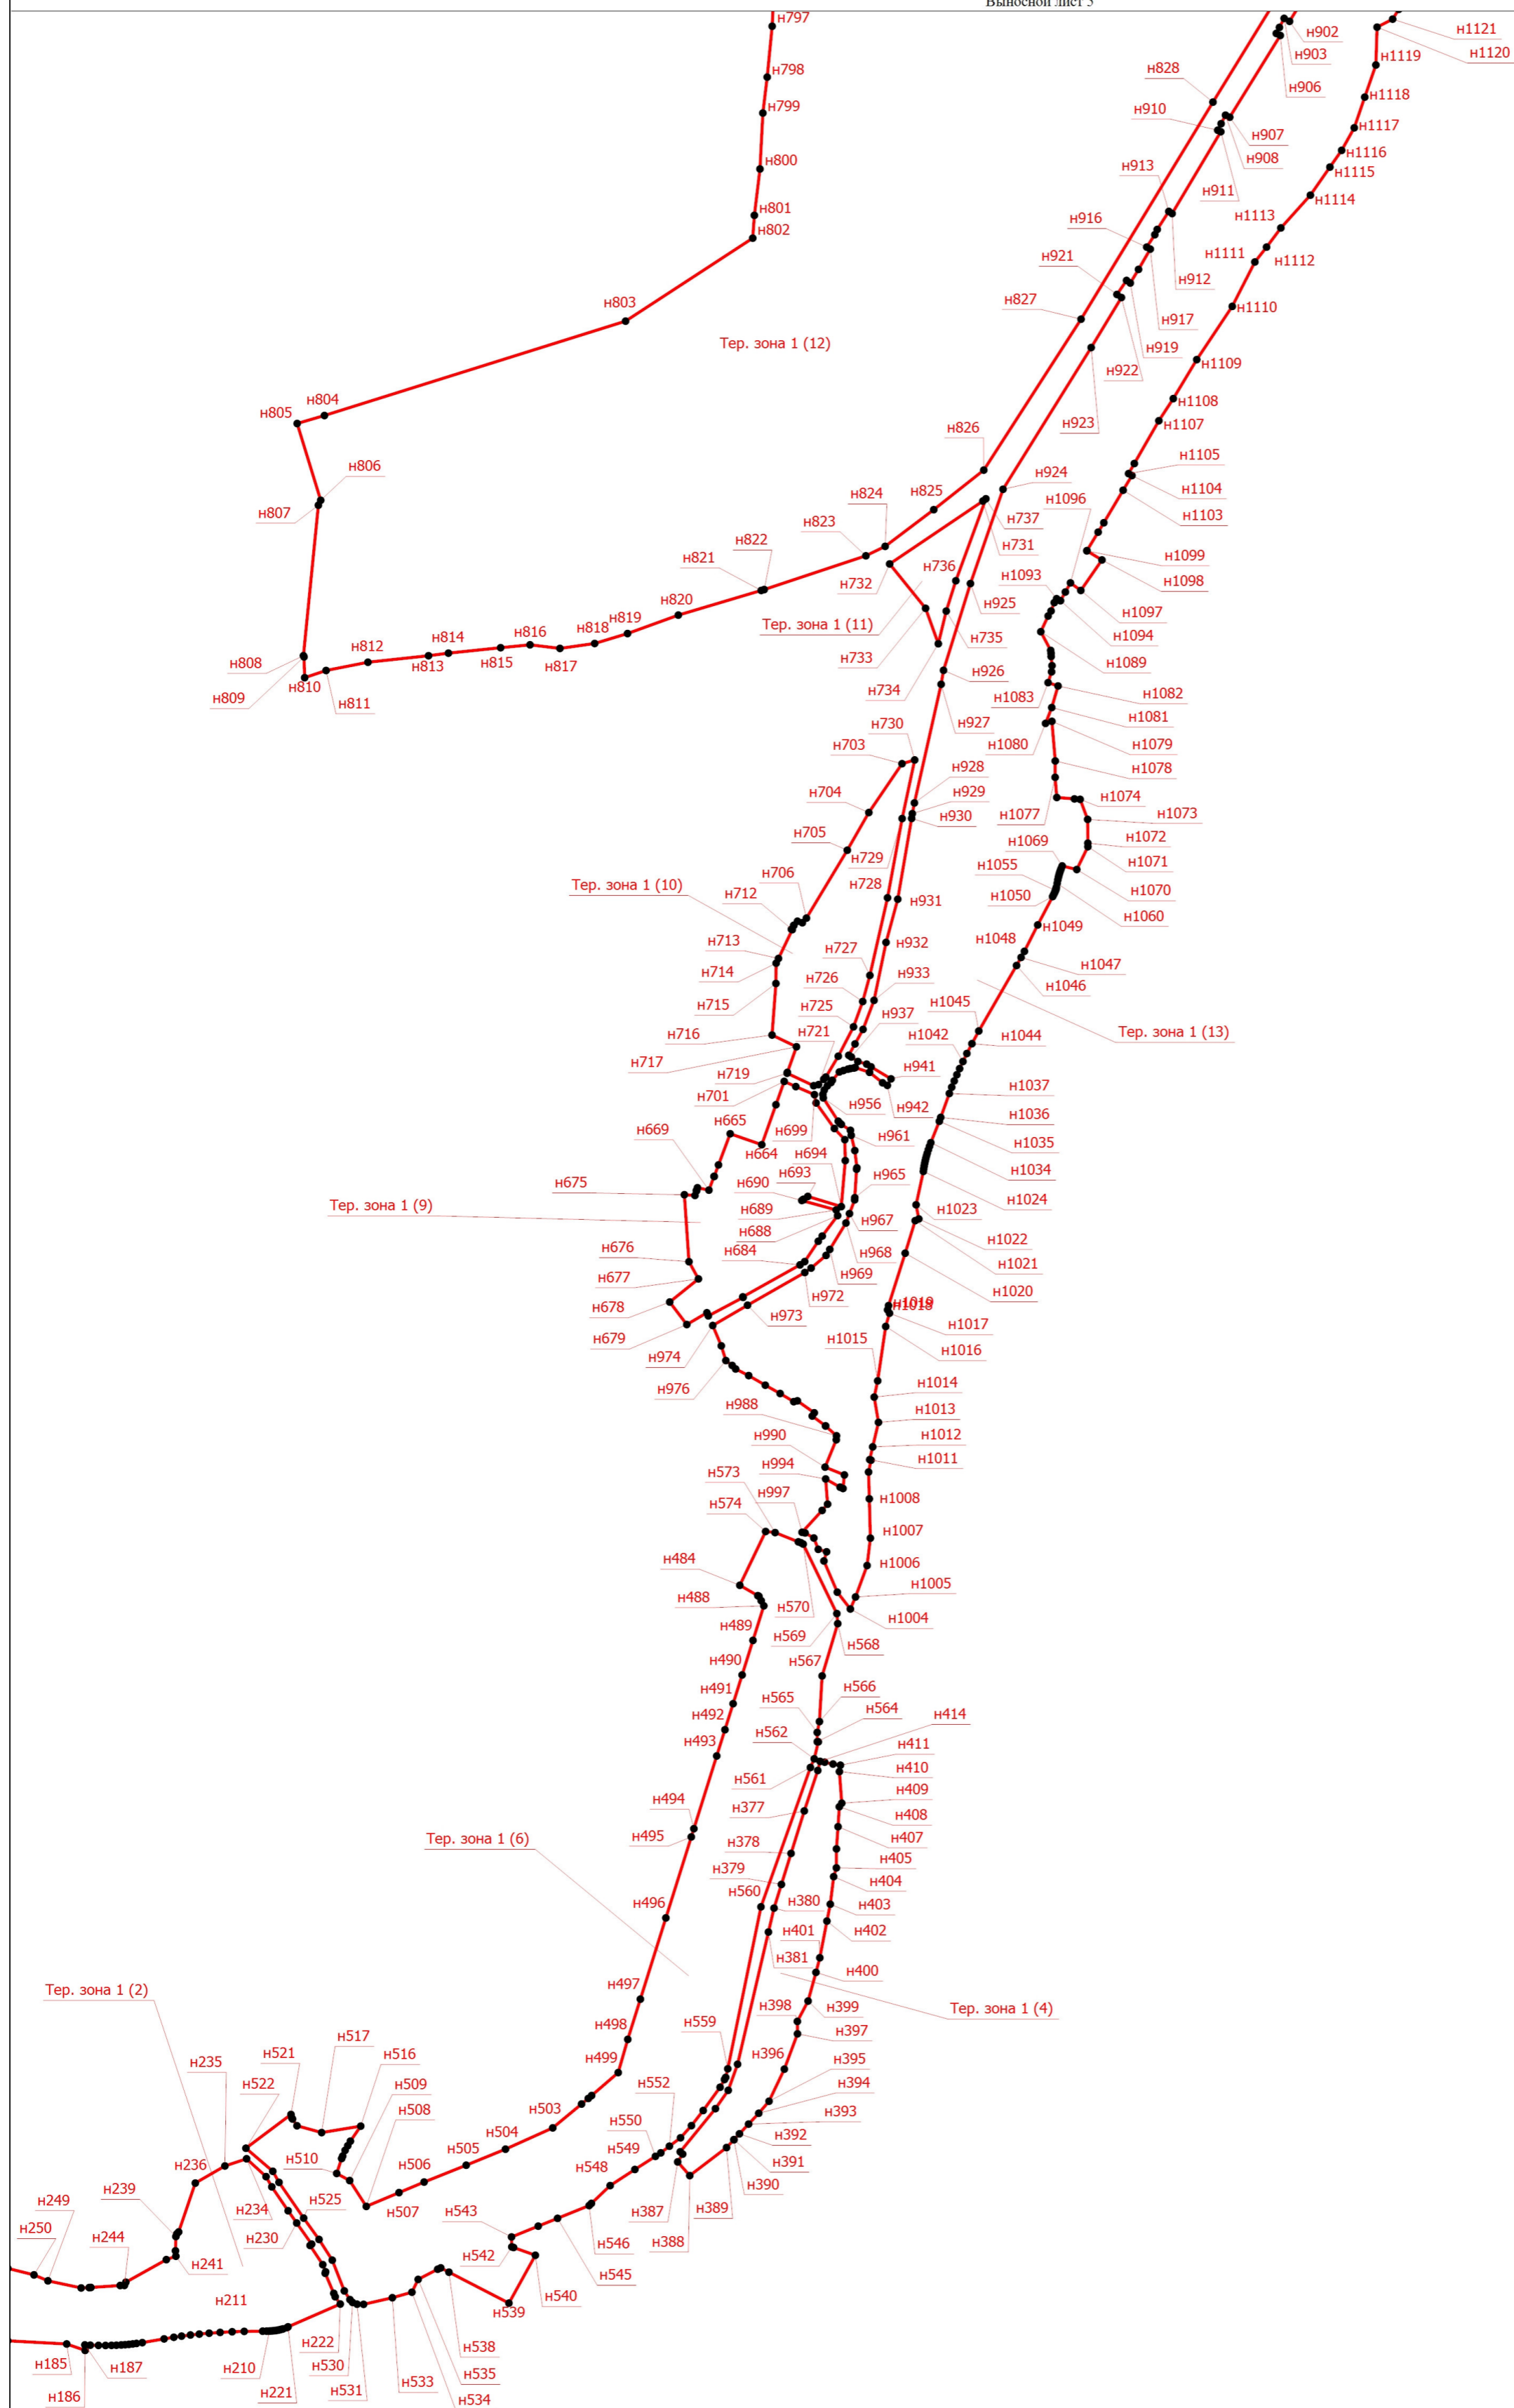 Выносной лист 5
н797
н902
н1121
н903
н1120
н798
н1119
н828
н906
н1118
н799
н910
н907
н1117
н908
н1116
н800
н913
н1115
н911
н1114
н801
н916
н1113
н802
н921
н1111
н1112
н912
н827
н803
н917
н1110
Тер. зона 1 (12)
н919
н1109
н922
н804
н1108
н805
н923
н1107
н826
н806
н924
н1105
н824
н825
н1096
н1104
н807
н737
н1103
н823
н822
н731
н1099
н821
н732
н736
н1093
н1098
н820
н925
н1097
Тер. зона 1 (11)
н819
н735
н1094
н818
н816
н814
н812
н733
н1089
н813
н815
н817
н808
н926
н810
н734
н1083
н1082
н809
н811
н1081
н730
н927
н703
н1080
н1079
н928
н1078
н704
н929
н1074
н1077
н930
н1073
н705
н1069
н1072
н729
н1055
н1071
н706
н728
Тер. зона 1 (10)
н712
н1050
н1070
н931
н1060
н713
н932
н1049
н714
н727
н1048
н1047
н726
н933
н1046
н715
н725
н937
н1045
Тер. зона 1 (13)
н716
н721
н1042
н1044
н717
н719
н941
н1037
н701
н956
н942
н1036
н665
н699
н961
н1035
н669
н664
н694
н1034
н693
н965
н675
н690
н1024
Тер. зона 1 (9)
н689
н1023
н688
н967
н1022
н676
н684
н968
н1021
н677
н969
н1020
н972
н678
н1019
н1018
н973
н1017
н679
н1015
н1016
н974
н976
н1014
н988
н1013
н990
н1012
н994
н1011
н573
н997
н1008
н574
н1007
н484
н1006
н488
н1005
н570
н1004
н489
н569
н568
н490
н567
н491
н565
н566
н492
н564
н414
н493
н562
н411
н561
н410
н494
н377
н409
н495
н408
Тер. зона 1 (6)
н378
н407
н405
н379
н404
н496
н560
н380
н403
н401
н402
н381
н400
Тер. зона 1 (2)
н497
н398
н399
Тер. зона 1 (4)
н498
н559
н397
н235
н521
н517
н516
н499
н396
н395
н522
н509
н552
н394
н508
н503
н393
н504
н550
н236
н510
н505
н549
н392
н239
н506
н548
н391
н249
н234
н525
н507
н543
н387
н389
н390
н250
н244
н230
н546
н388
н241
н542
н545
н211
н540
н539
н222
н538
н185
н187
н210
н530
н533
н535
н186
н221
н531
н534